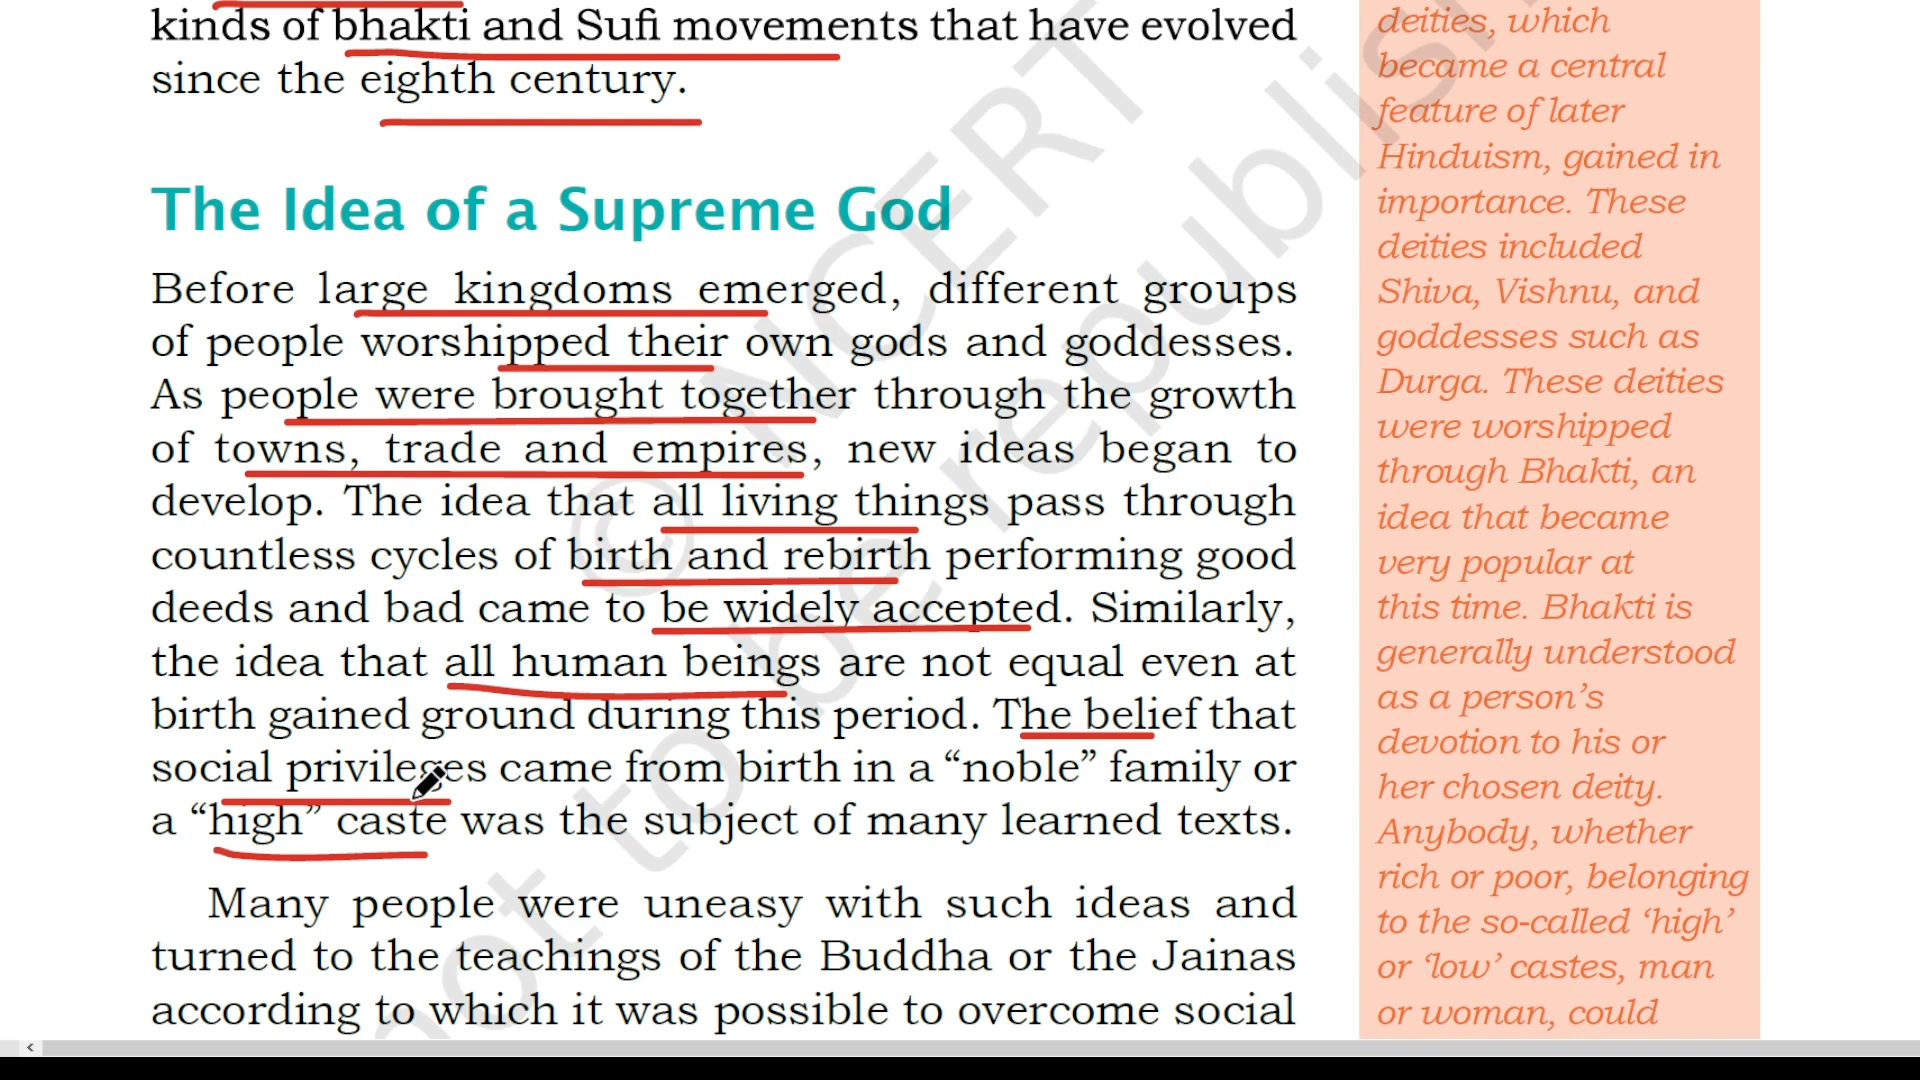 kinds of bhakti and Sufi movements that have evolved
since the eighth century.
The Idea of a Supreme God
Before large kingdoms emerged, different groups
of people worshipped their own gods and goddesses.
As people were brought together through the growth
of towns, trade and empires, new ideas began to
develop. The idea that all living things pass through
countless cycles of birth and rebirth performing good
deeds and bad came to be widely accepted. Similarly,
the idea that all human beings are not equal even at
birth gained ground during this period. The belief that
social privileges came from birth in a “noble” family or
a “high” caste was the subject of many learned texts.
Many people were uneasy with such ideas and
turned to the teachings of the Buddha or the Jainas
according to which it was possible to overcome social
deities, which
became a central
feature of later
Hinduism, gained in
importance. These
deities included
Shiva, Vishnu, and
goddesses such as
Durga. These deities
were worshipped
through Bhakti, an
idea that became
very popular at
this time. Bhakti is
generally understood
as a person’s
devotion to his or
her chosen deity.
Anybody, whether
rich or poor, belonging
to the so-called ‘high’
or ‘low’ castes, man
or woman, could
© NCERT
not to be republish